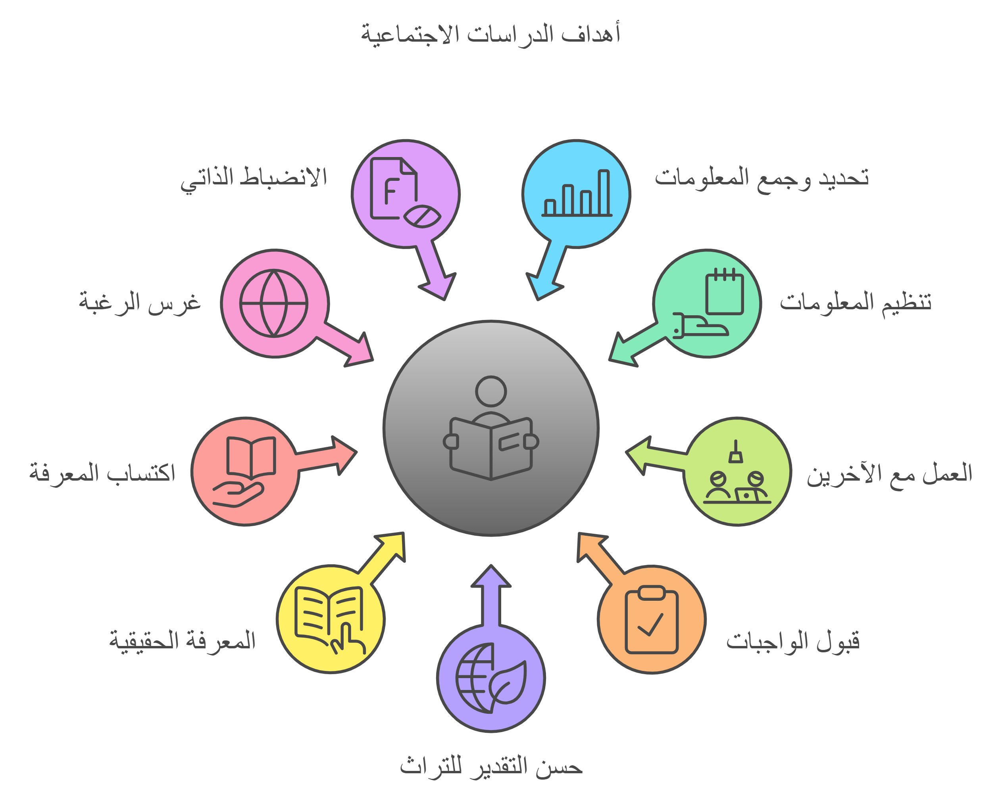 أهداف الدراسات الاجتماعية
تحديد وجمع المعلومات
الانضباط الذاتي
تنظيم المعلومات
غرس الرغبة
العمل مع الآخرين
اكتساب المعرفة
قبول الواجبات
المعرفة الحقيقية
حسن التقدير للتراث